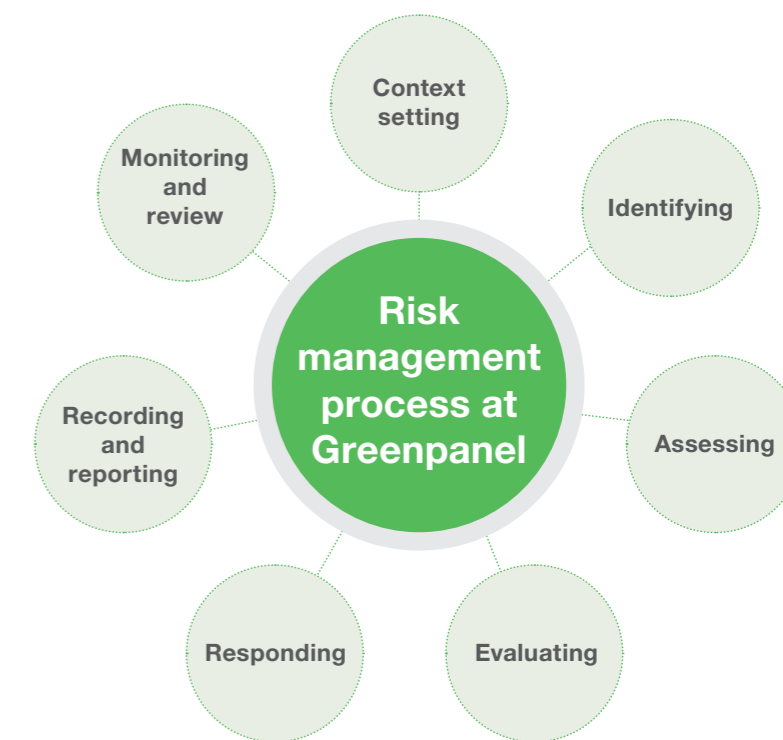 Context
setting
Identifying
Assessing
Evaluating
Responding
Recording
and
reporting
Monitoring
and
review
Risk
management
process at
Greenpanel